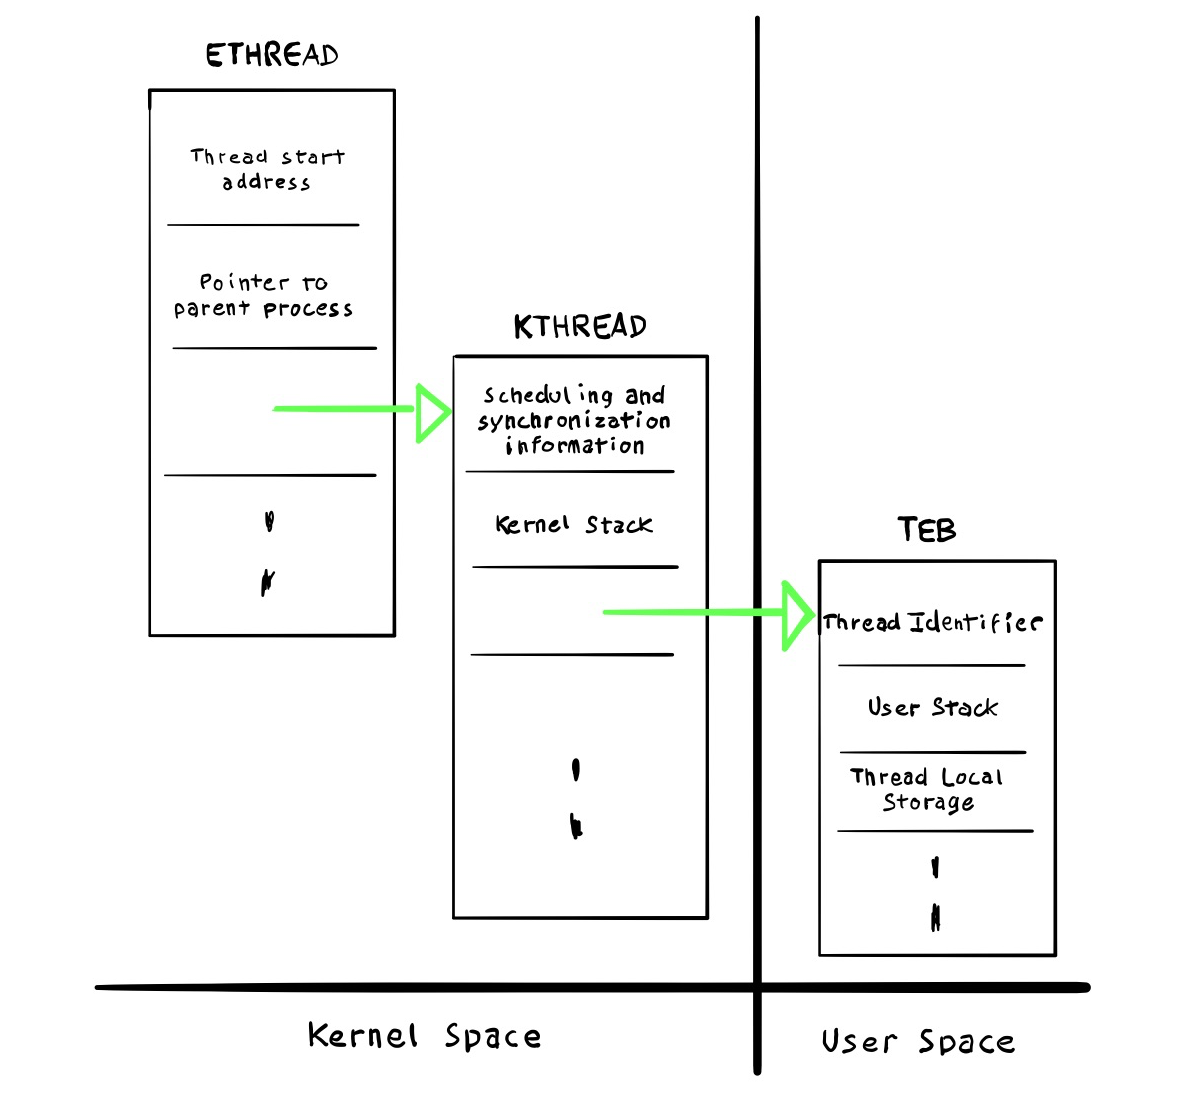 ETHREAD
Thread start
address
Pointer to
parent process
KTHREAD
Scheduling and
synchronization
information
Kernel Stack
TEB
Thread Identifier
User Stack
Thread Local
Storage
Kernel Space
User Space